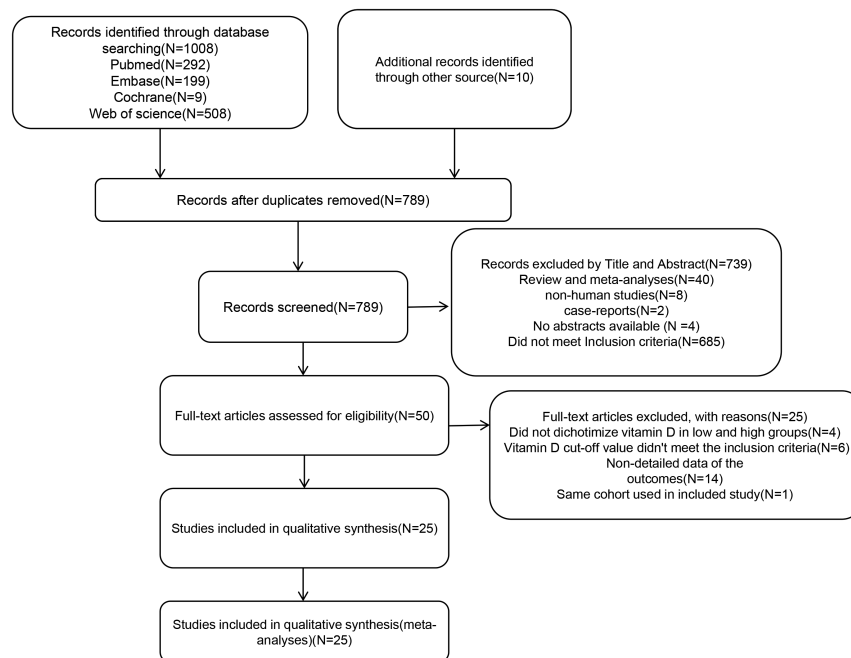 Records identified through database
searching(N=1008)
Pubmed(N=292)
Embase(N=199)
Cochrane(N=9)
Web of science(N=508)
Additional records identified
through other source(N=10)
Records after duplicates removed(N=789)
Records screened(N=789)
Records excluded by Title and Abstract(N=739)
Review and meta-analyses(N=40)
non-human studies(N=8)
case-reports(N=2)
No abstracts available (N =4)
Did not meet Inclusion criteria(N=685)
Full-text articles assessed for eligibility(N=50)
Full-text articles excluded, with reasons(N=25)
Did not dichotimize vitamin D in low and high groups(N=4)
Vitamin D cut-off value didn't meet the inclusion criteria(N=6)
Non-detailed data of the
outcomes(N=14)
Same cohort used in included study(N=1)
Studies included in qualitative synthesis(N=25)
Studies included in qualitative synthesis(meta-
analyses)(N=25)